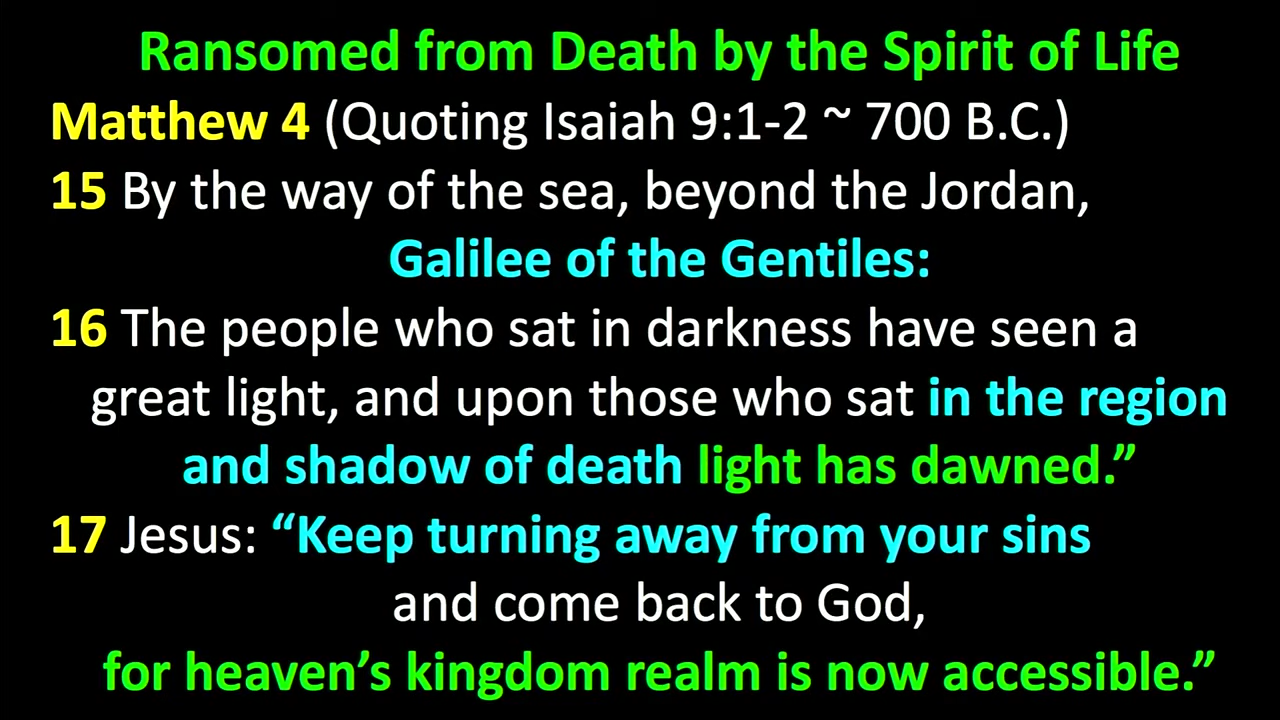 Ransomed from Death by the Spirit of Life
Matthew 4 (Quoting Isaiah 9:1-2 ~ 700 B.C.)
15 By the way of the sea, beyond the Jordan,
Galilee of the Gentiles:
16 The people who sat in darkness have seen a
great light, and upon those who sat in the region
and shadow of death light has dawned.”
17 Jesus: “Keep turning away from your sins
and come back to God,
for heaven’s kingdom realm is now accessible.”